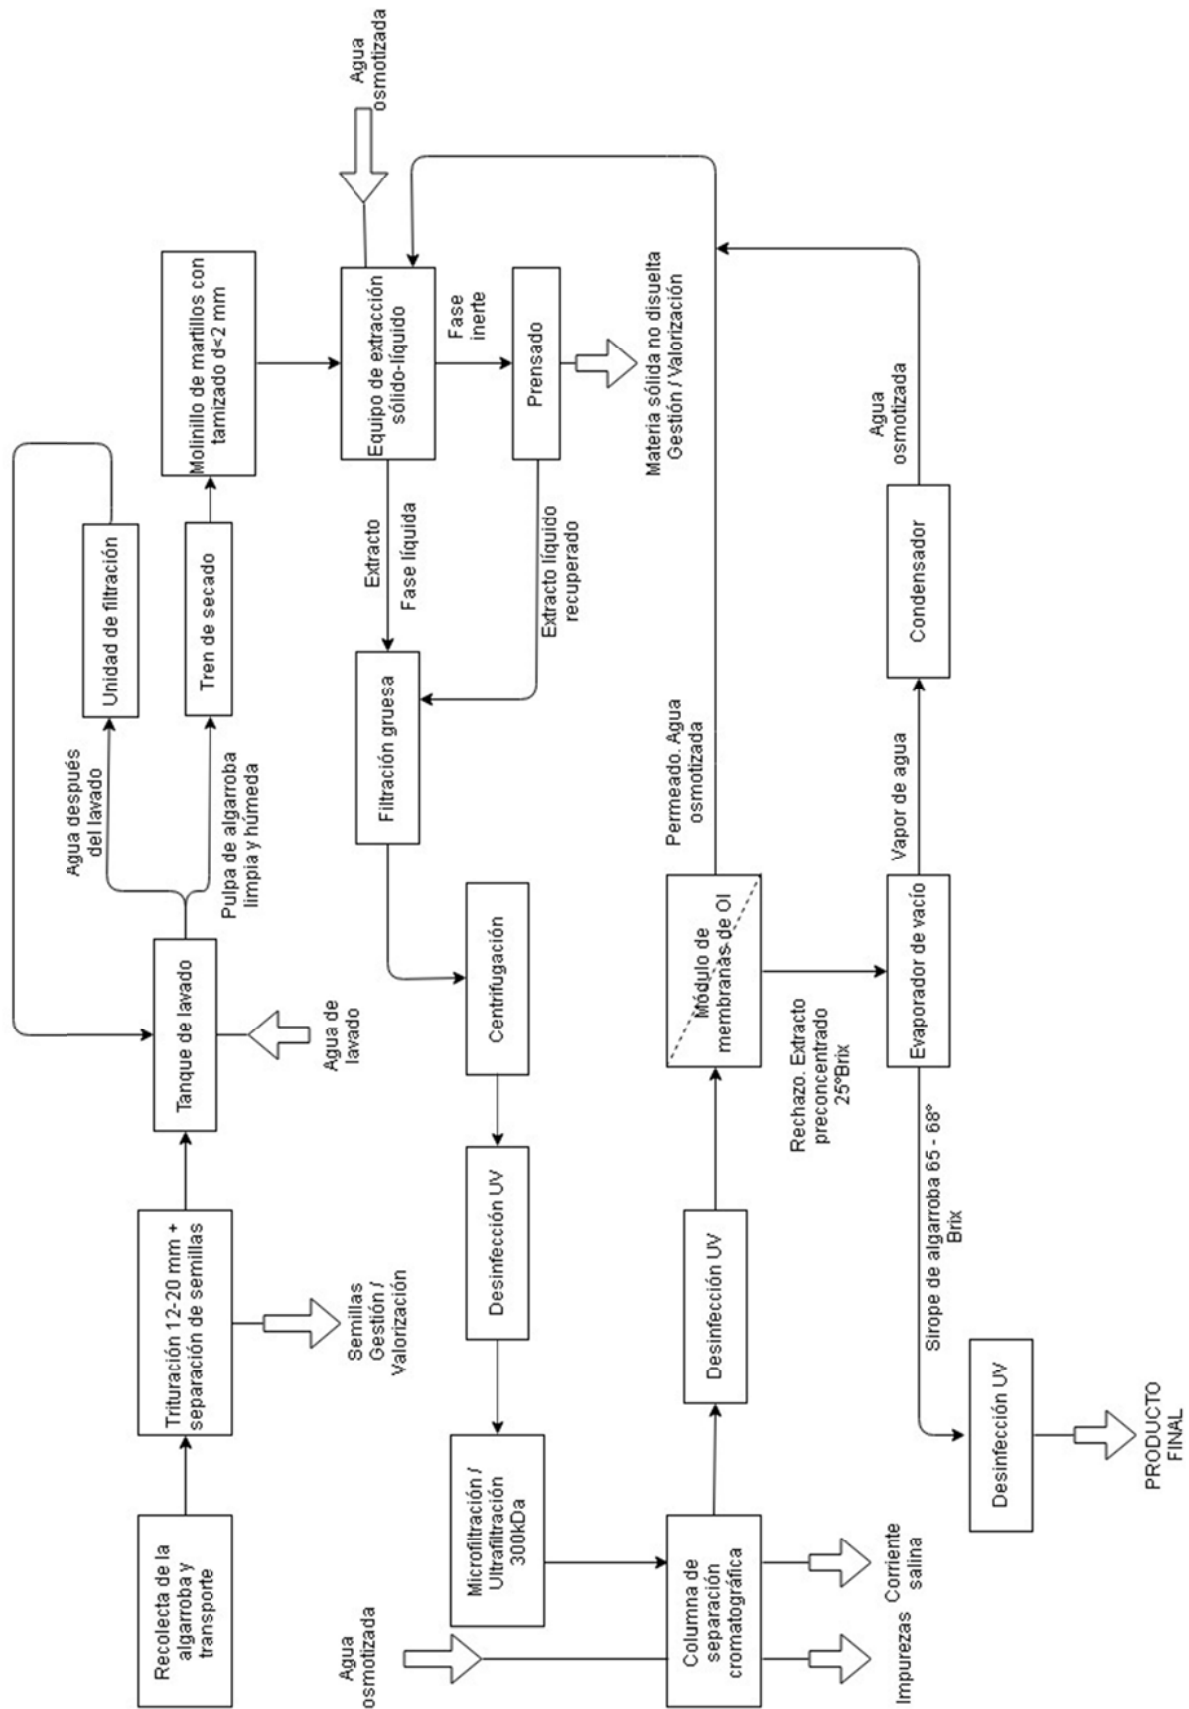 Recolecta de la
algarroba y
transporte
Trituración 12-20 mm +
separación de semillas
Semillas
Gestión /
Valorización
Tanque de lavado
Agua de
lavado
Agua después
del lavado
Unidad de filtración
Pulpa de algarroba
limpia y húmeda
Tren de secado
Molinillo de martillos con
tamizado d<2 mm
Agua
osmotizada
Equipo de extracción
sólido-líquido
Fase
inerte
Prensado
Materia sólida no disuelta
Gestión / Valorización
Extracto
Fase líquida
Extracto líquido
recuperado
Filtración gruesa
Centrifugación
Desinfección UV
Microfiltración /
Ultrafiltración
300kDa
Agua
osmotizada
Columna de
separación
cromatográfica
Impurezas
Corriente
salina
Desinfección UV
Módulo de
membranas de OI
Permeado. Agua
osmotizada
Rechazo. Extracto
preconcentrado
25ºBrix
Evaporador de vacío
Vapor de agua
Condensador
Agua
osmotizada
Sirope de algarroba 65 - 68º
Brix
Desinfección UV
PRODUCTO
FINAL